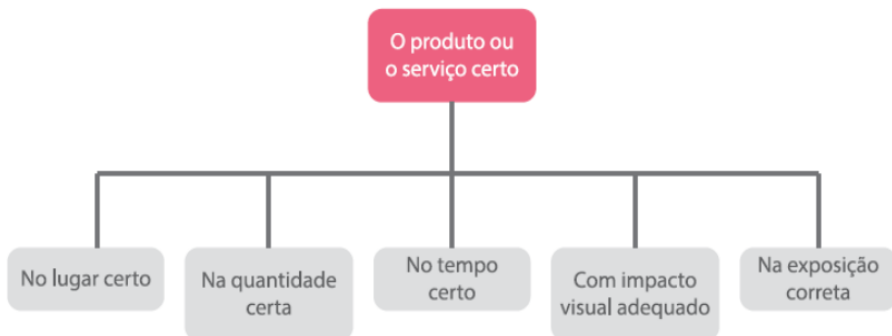 O produto ou
o serviço certo
No lugar certo
Na quantidade
certa
No tempo
certo
Com impacto
visual adequado
Na exposição
correta